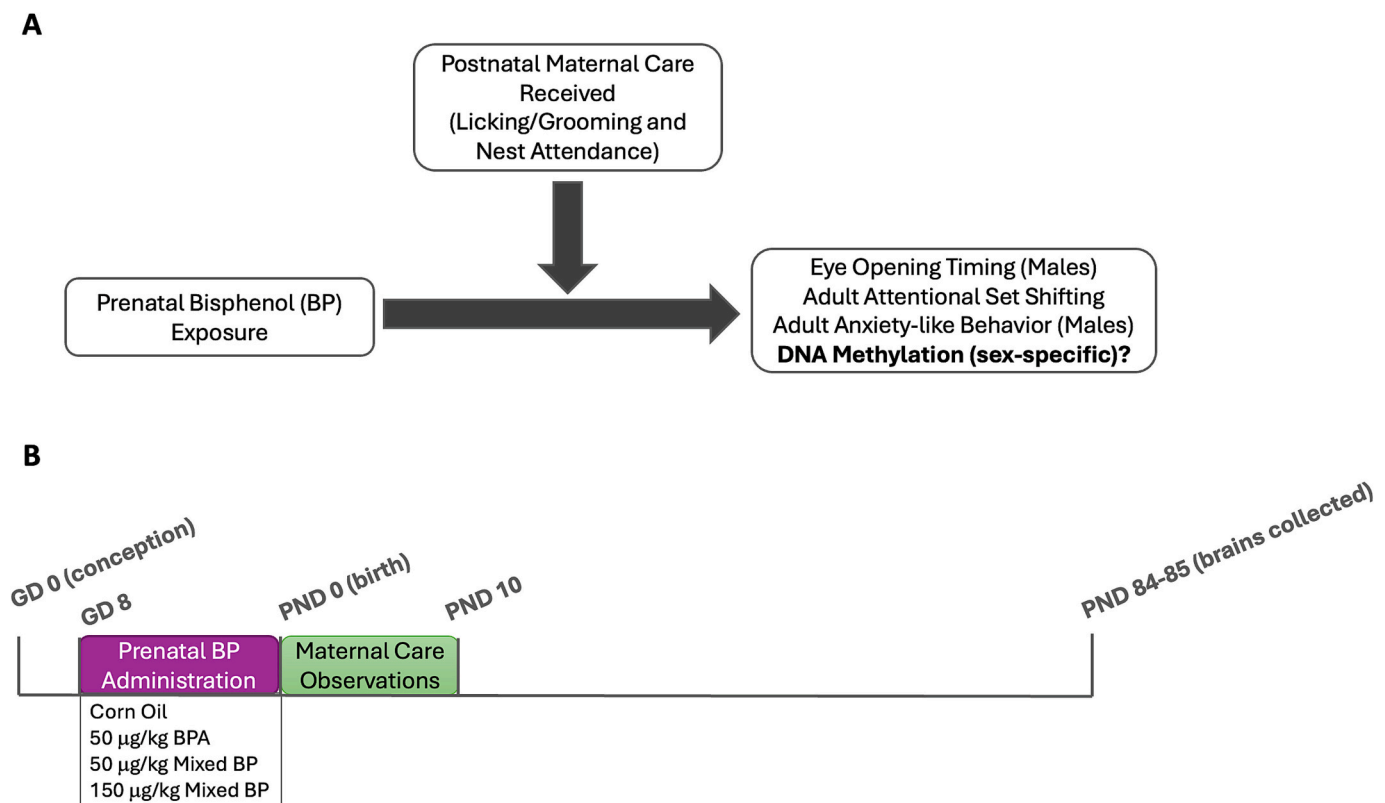 A
Postnatal Maternal Care
Received
(Licking/Grooming and
Nest Attendance)
Prenatal Bisphenol (BP)
Exposure
Eye Opening Timing (Males)
Adult Attentional Set Shifting
Adult Anxiety-like Behavior (Males)
DNA Methylation (sex-specific)?
B
GD 0 (conception)
GD 8
PND 0 (birth)
PND 10
PND 84-85 (brains collected)
Prenatal BP
Administration
Maternal Care
Observations
Corn Oil
50 µg/kg BPA
50 µg/kg Mixed BP
150 µg/kg Mixed BP